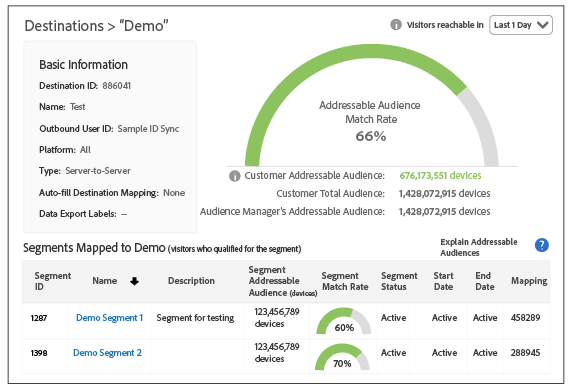 Destinations > “Demo”
Visitors reachable in Last 1 Day
Basic Information
Destination ID: 886041
Name: Test
Outbound User ID: Sample ID Sync
Platform: All
Type: Server-to-Server
Auto-fill Destination Mapping: None
Data Export Labels: --
Addressable Audience
Match Rate
66%
Customer Addressable Audience: 676,173,551 devices
Customer Total Audience: 1,428,072,915 devices
Audience Manager's Addressable Audience: 1,428,072,915 devices
Segments Mapped to Demo (visitors who qualified for the segment)
Explain Addressable
Audiences
?
Segment
ID
Name
Description
Segment
Addressable
Audience (devices)
Segment
Match Rate
Segment
Status
Start
Date
End
Date
Mapping
1287
Demo Segment 1
Segment for testing
123,456,789
devices
60%
Active
Active
Active
458289
1398
Demo Segment 2
123,456,789
devices
70%
Active
Active
Active
288945